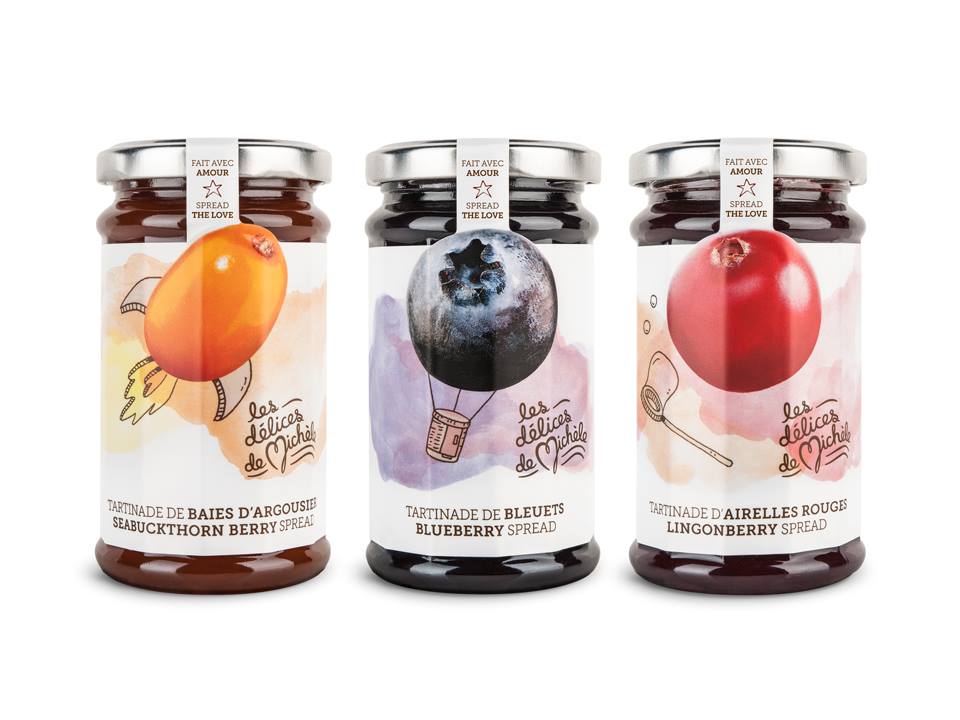 FAIT AVEC
AMOUR
SPREAD
THE LOVE
les
délices
de Michèle
TARTINADE DE BAIES D'ARGOUSIER
SEABUCKTHORN BERRY SPREAD
FAIT AVEC
AMOUR
SPREAD
THE LOVE
les
délices
de Michèle
TARTINADE DE BLEUETS
BLUEBERRY SPREAD
FAIT AVEC
AMOUR
SPREAD
THE LOVE
les
délices
de Michèle
TARTINADE D'AIRELLES ROUGES
LINGONBERRY SPREAD